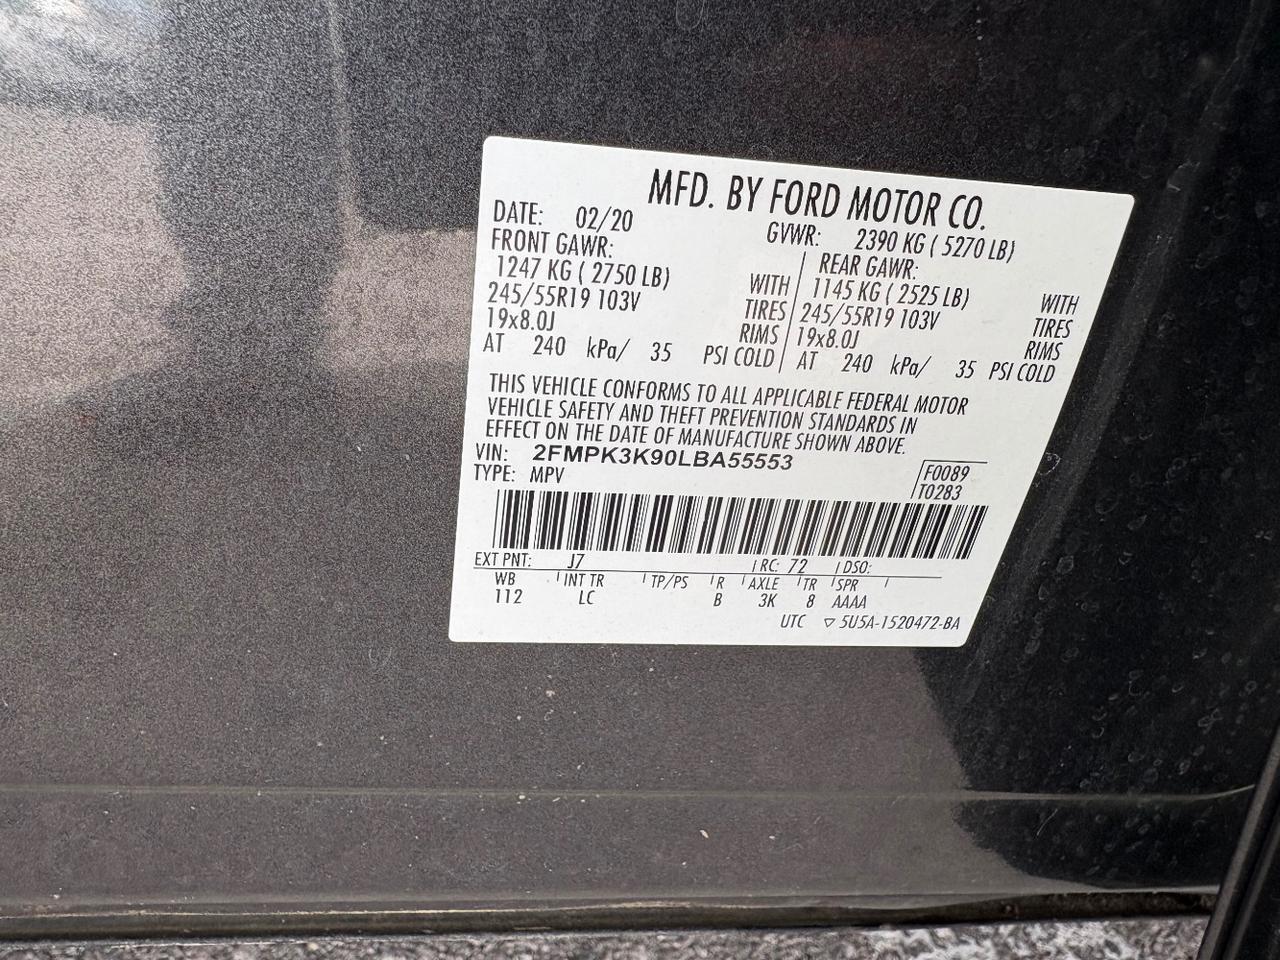 MFD. BY FORD MOTOR CO.
DATE: 02/20 GVWR: 2390 KG ( 5270 LB)
FRONT GAWR: REAR GAWR:
1247 KG ( 2750 LB) WITH 1145 KG ( 2525 LB) WITH
245/55R19 103V TIRES 245/55R19 103V TIRES
19x8.0J RIMS 19x8.0J RIMS
AT 240 kPa/ 35 PSI COLD AT 240 kPa/ 35 PSI COLD
THIS VEHICLE CONFORMS TO ALL APPLICABLE FEDERAL MOTOR
VEHICLE SAFETY AND THEFT PREVENTION STANDARDS IN
EFFECT ON THE DATE OF MANUFACTURE SHOWN ABOVE.
VIN: 2FMPK3K90LBA55553 F0089
TYPE: MPV T0283
EXT PNT: J7 RC: 72 DSO:
WB INT TR TP/PS R AXLE TR SPR
112 LC B 3K 8 AAAA
UTC ▽ 5U5A-1520472-BA